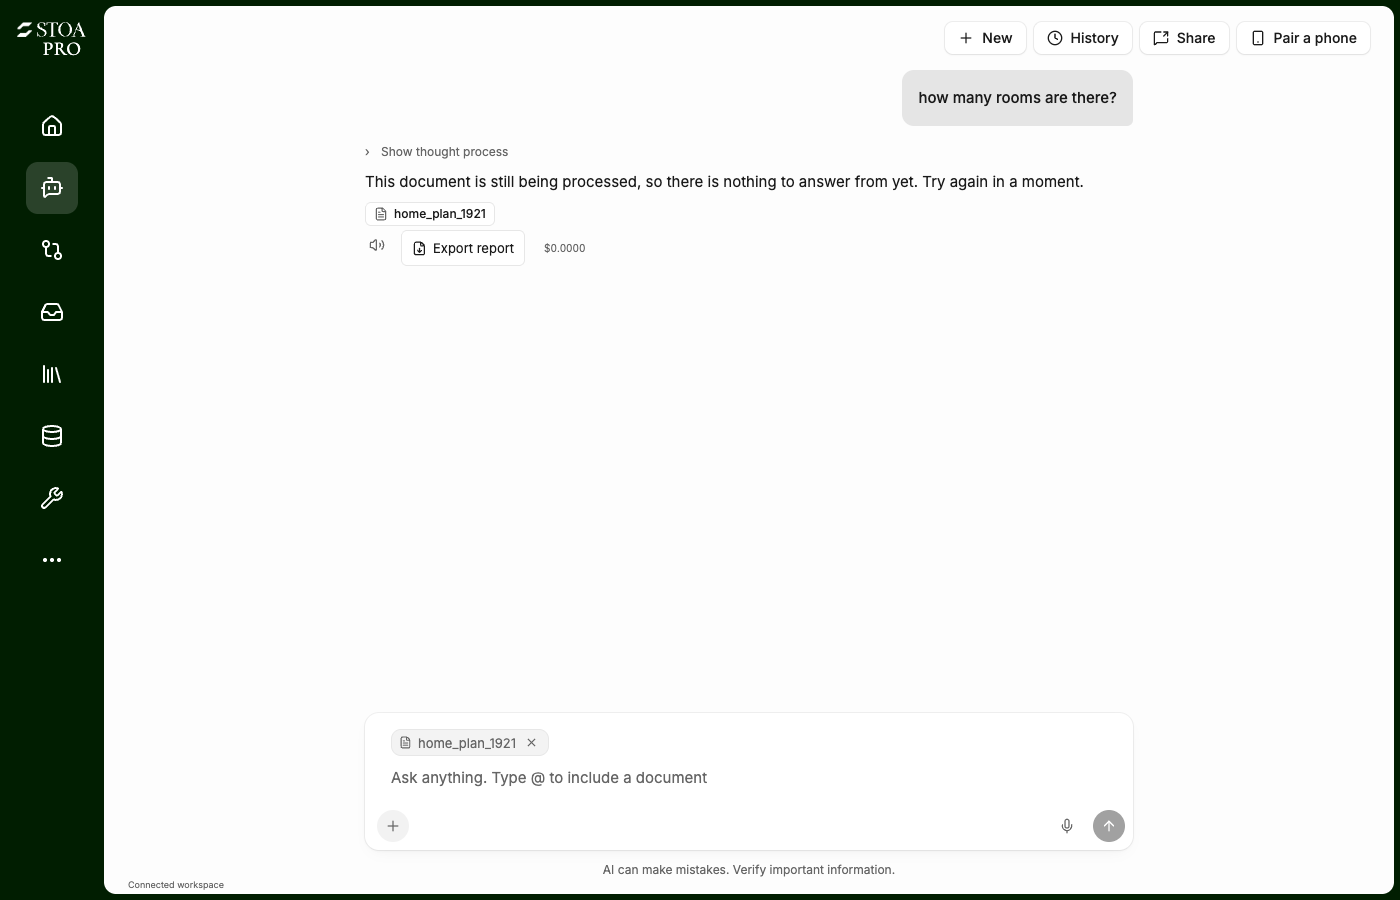 STOA
PRO
New
History
Share
Pair a phone
how many rooms are there?
Show thought process
This document is still being processed, so there is nothing to answer from yet. Try again in a moment.
home_plan_1921
Export report
$0.0000
home_plan_1921
Ask anything. Type @ to include a document
AI can make mistakes. Verify important information.
Connected workspace